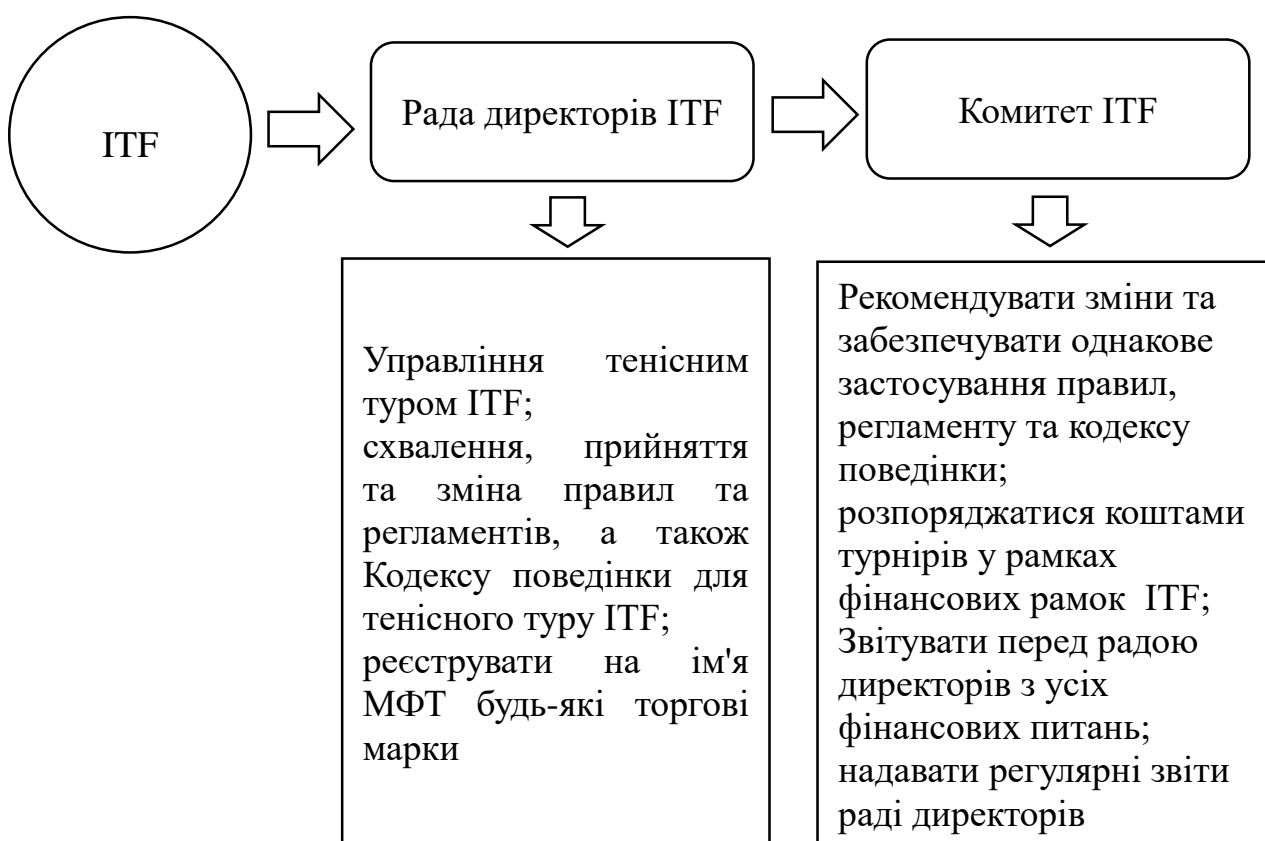 ITF
Рада директорів ITF
Комитет ITF
Управління тенісним
туром ITF;
схвалення, прийняття
та зміна правил та
регламентів, а також
Кодексу поведінки для
тенісного туру ITF;
реєструвати на ім'я
МФТ будь-які торгові
марки
Рекомендувати зміни та
забезпечувати однакове
застосування правил,
регламенту та кодексу
поведінки;
розпоряджатися коштами
турнірів у рамках
фінансових рамок ITF;
Звітувати перед радою
директорів з усіх
фінансових питань;
надавати регулярні звіти
раді директорів